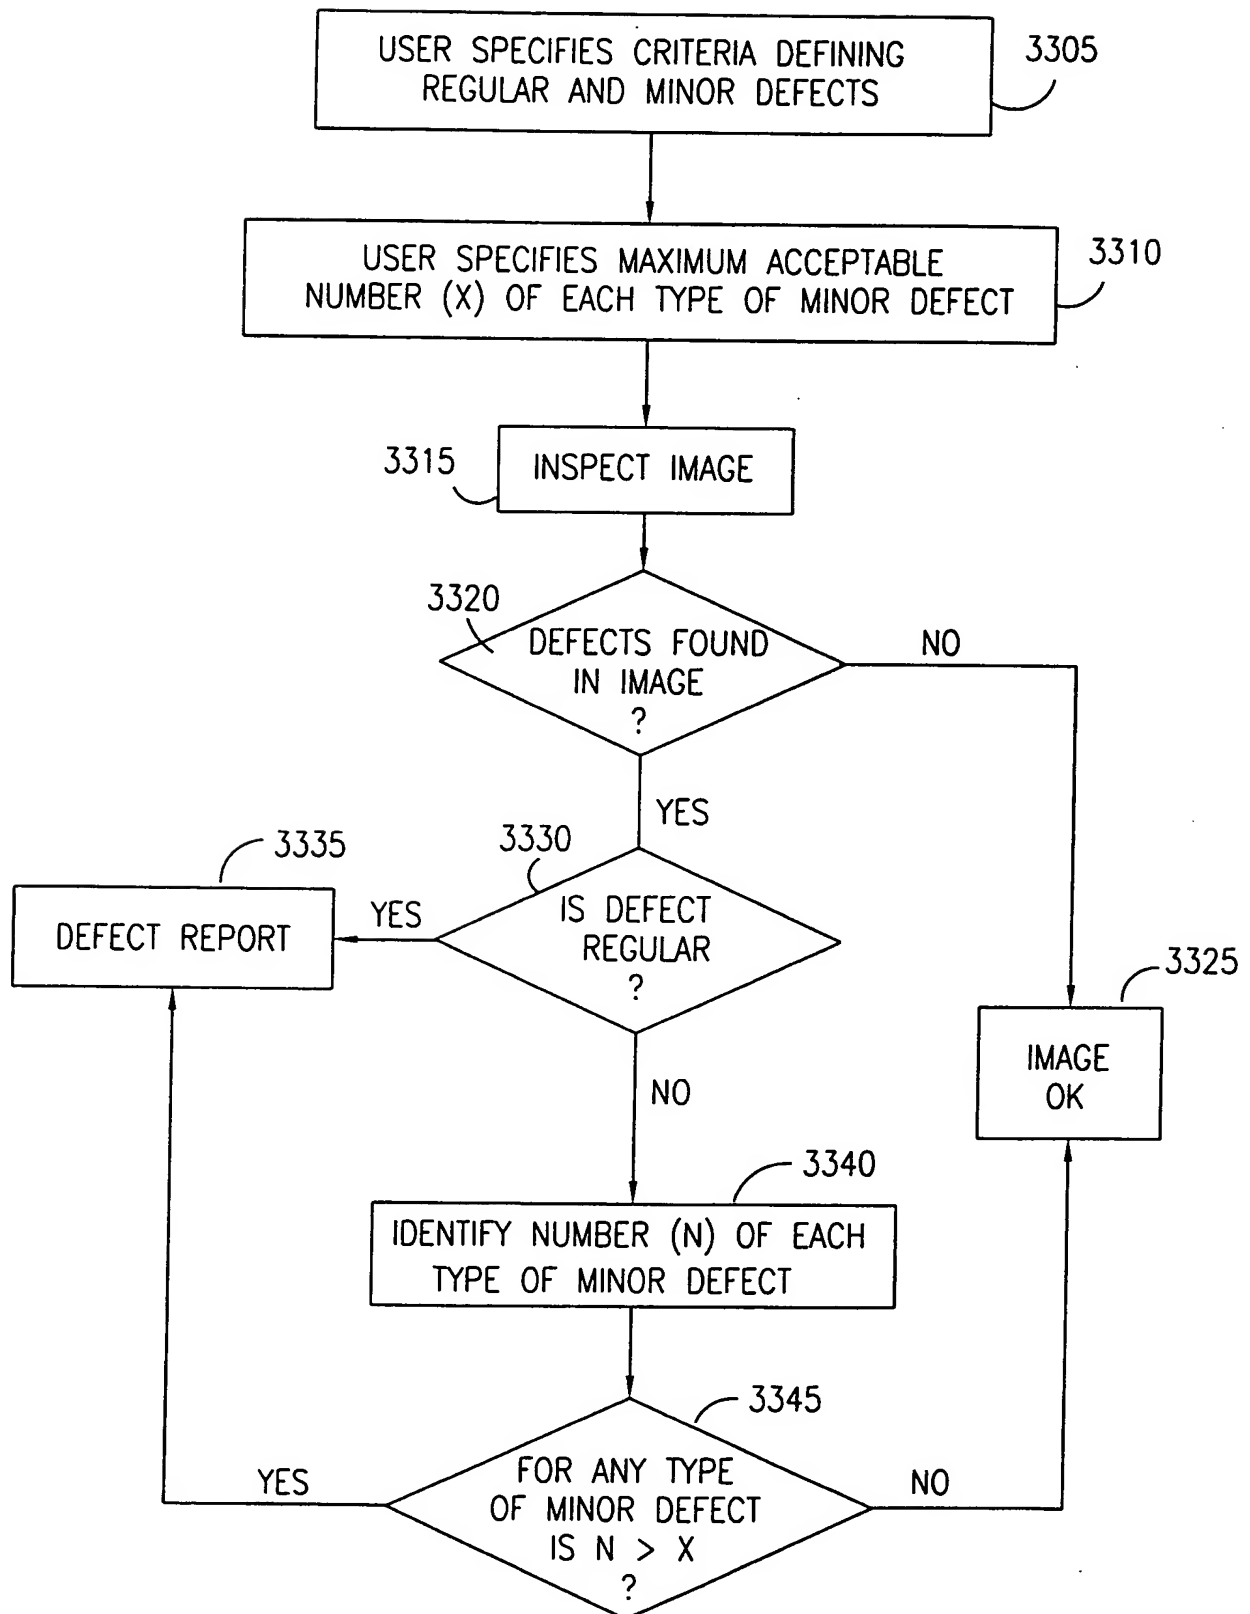 USER SPECIFIES CRITERIA DEFINING
REGULAR AND MINOR DEFECTS
3305
USER SPECIFIES MAXIMUM ACCEPTABLE
NUMBER (X) OF EACH TYPE OF MINOR DEFECT
3310
3315
INSPECT IMAGE
3320
DEFECTS FOUND
IN IMAGE
?
NO
YES
3330
3335
IS DEFECT
REGULAR
?
YES
DEFECT REPORT
3325
IMAGE
OK
NO
3340
IDENTIFY NUMBER (N) OF EACH
TYPE OF MINOR DEFECT
3345
FOR ANY TYPE
OF MINOR DEFECT
IS N > X
?
YES
NO